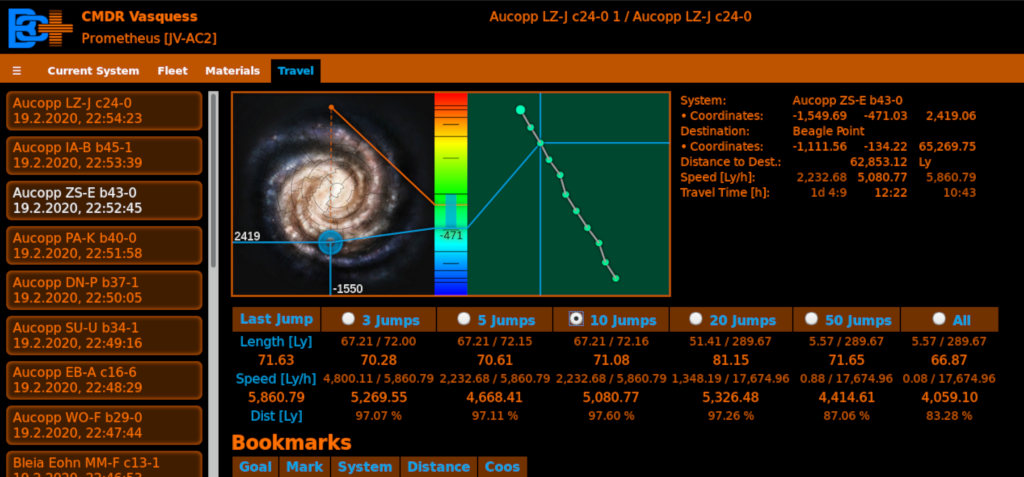 CMDR Vasquess
Prometheus [JV-AC2]
Aucopp LZ-J c24-0 1 / Aucopp LZ-J c24-0
☰ Current System Fleet Materials Travel
Aucopp LZ-J c24-0
19.2.2020, 22:54:23
Aucopp IA-B b45-1
19.2.2020, 22:53:39
Aucopp ZS-E b43-0
19.2.2020, 22:52:45
Aucopp PA-K b40-0
19.2.2020, 22:51:58
Aucopp DN-P b37-1
19.2.2020, 22:50:05
Aucopp SU-U b34-1
19.2.2020, 22:49:16
Aucopp EB-A c16-6
19.2.2020, 22:48:29
Aucopp WO-F b29-0
19.2.2020, 22:47:44
Bleia Eohn MM-F c13-1
19.2.2020, 22:46:53
2419
-1550
-471
System: Aucopp ZS-E b43-0
• Coordinates: -1,549.69 -471.03 2,419.06
Destination: Beagle Point
• Coordinates: -1,111.56 -134.22 65,269.75
Distance to Dest.: 62,853.12 Ly
Speed [Ly/h]: 2,232.68 5,080.77 5,860.79
Travel Time [h]: 1d 4:9 12:22 10:43
Last Jump 3 Jumps 5 Jumps 10 Jumps 20 Jumps 50 Jumps All
Length [Ly] 67.21 / 72.00 67.21 / 72.15 67.21 / 72.16 51.41 / 289.67 5.57 / 289.67 5.57 / 289.67
71.63 70.28 70.61 71.08 81.15 71.65 66.87
Speed [Ly/h] 4,800.11 / 5,860.79 2,232.68 / 5,860.79 2,232.68 / 5,860.79 1,348.19 / 17,674.96 0.88 / 17,674.96 0.08 / 17,674.96
5,860.79 5,269.55 4,668.41 5,080.77 5,326.48 4,414.61 4,059.10
Dist [Ly] 97.07 % 97.11 % 97.60 % 97.26 % 87.06 % 83.28 %
Bookmarks
Goal Mark System Distance Coos